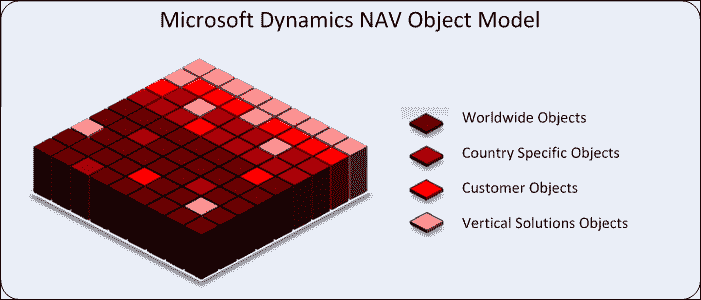 Microsoft Dynamics NAV Object Model
Worldwide Objects
Country Specific Objects
Customer Objects
Vertical Solutions Objects